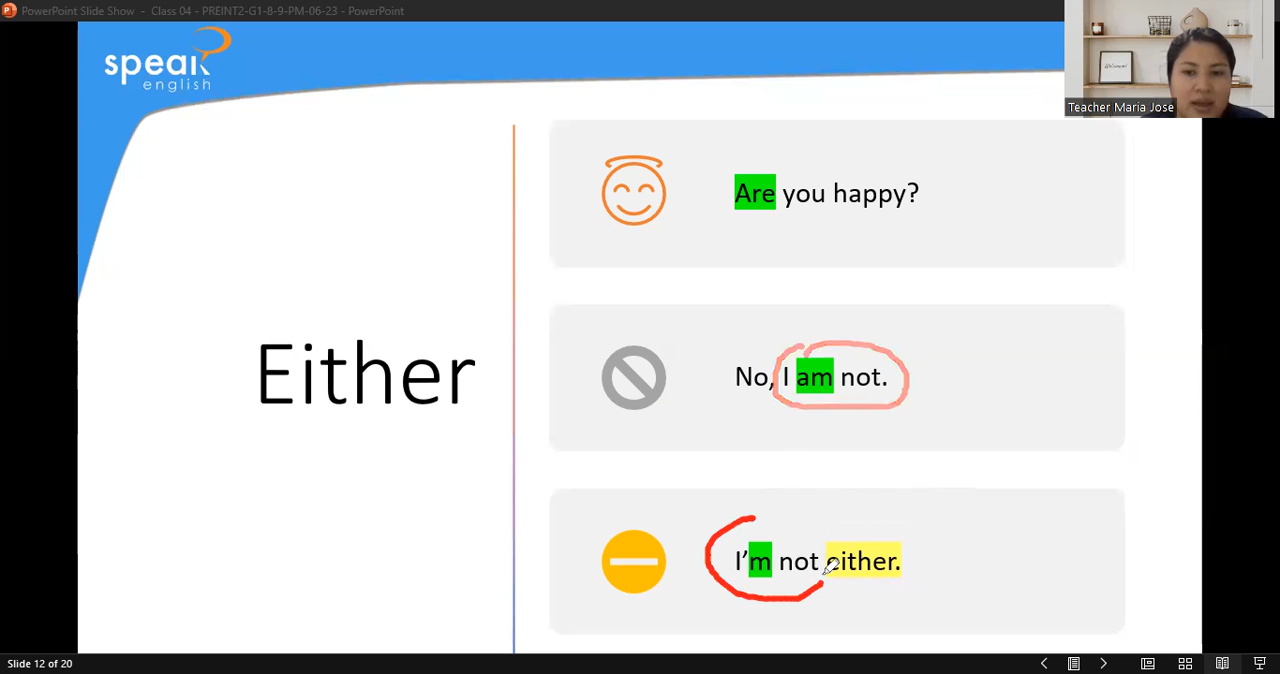 PowerPoint Slide Show - Class 04 - PREINT2-G1-8-9-PM-06-23 - PowerPoint
speak
english
Teacher Maria Jose
Are you happy?
Either
No, I am not.
I'm not either.
Slide 12 of 20